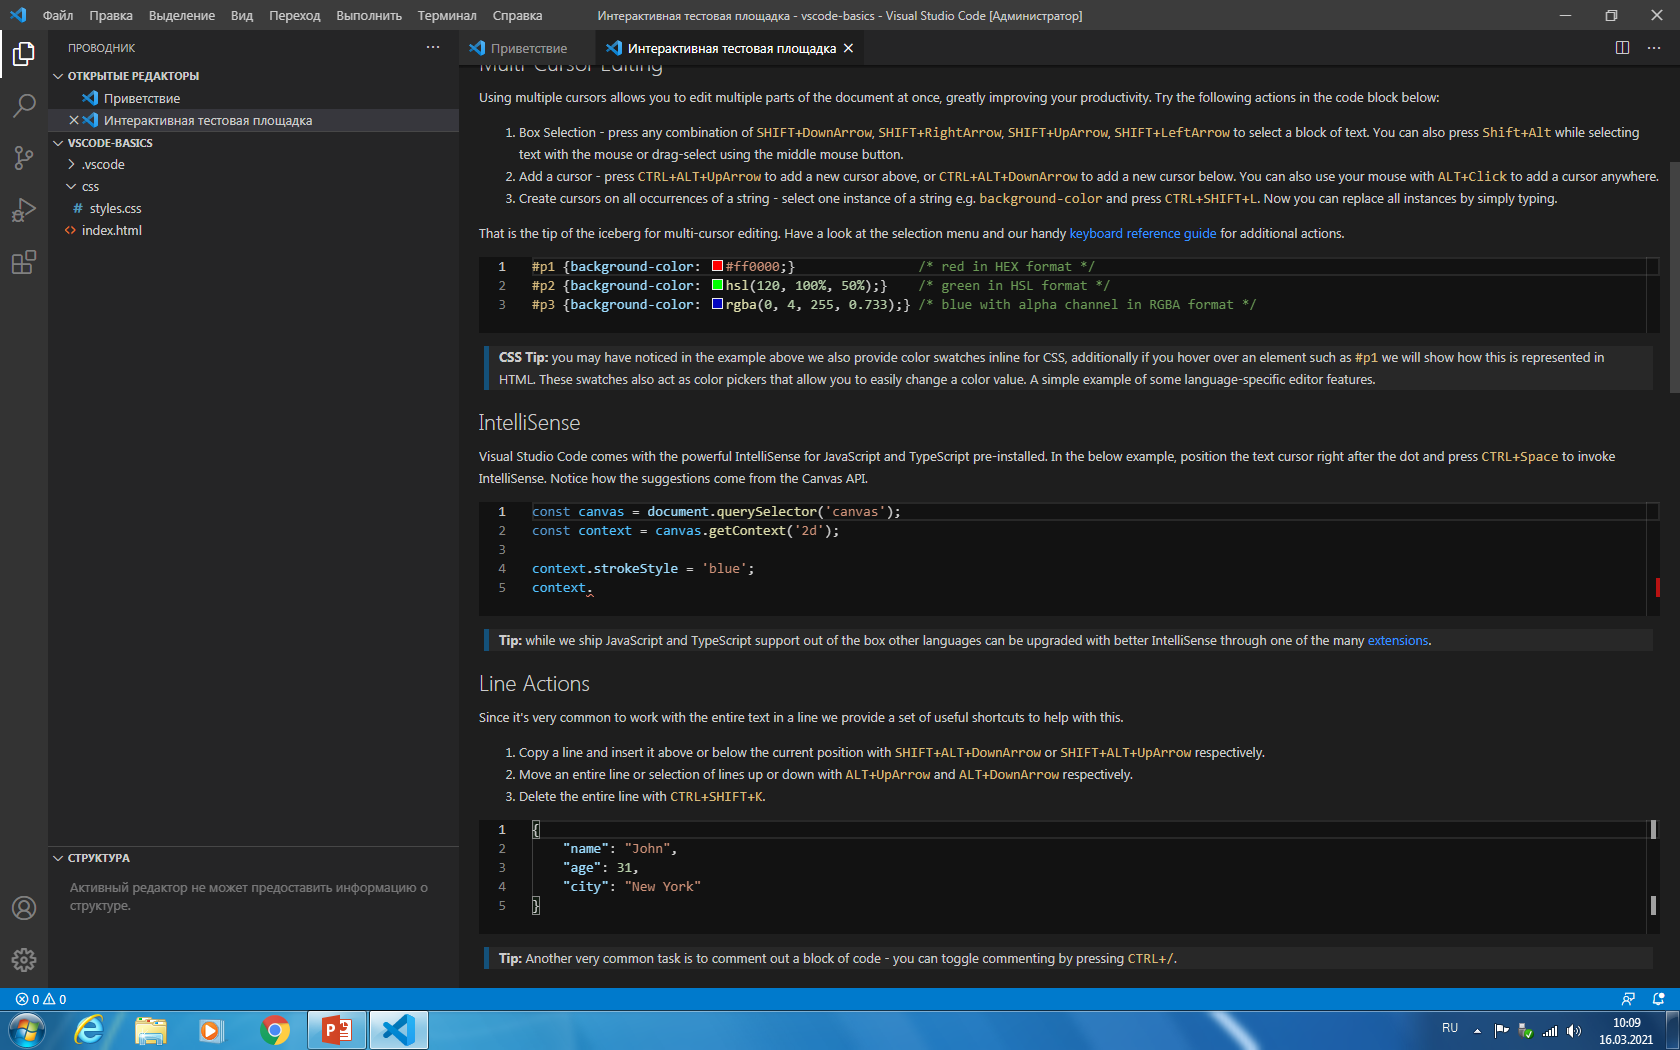 Файл Правка Выделение Вид Переход Выполнить Терминал Справка Интерактивная тестовая площадка - vscode-basics - Visual Studio Code [Администратор]
ПРОВОДНИК
ОТКРЫТЫЕ РЕДАКТОРЫ
Приветствие
Интерактивная тестовая площадка
VSCODE-BASICS
.vscode
css
# styles.css
<> index.html
СТРУКТУРА
Активный редактор не может предоставить информацию о
структуре.
Приветствие Интерактивная тестовая площадка
Multi-Cursor Editing
Using multiple cursors allows you to edit multiple parts of the document at once, greatly improving your productivity. Try the following actions in the code block below:
1. Box Selection - press any combination of SHIFT+DownArrow, SHIFT+RightArrow, SHIFT+UpArrow, SHIFT+LeftArrow to select a block of text. You can also press Shift+Alt while selecting
text with the mouse or drag-select using the middle mouse button.
2. Add a cursor - press CTRL+ALT+UpArrow to add a new cursor above, or CTRL+ALT+DownArrow to add a new cursor below. You can also use your mouse with ALT+Click to add a cursor anywhere.
3. Create cursors on all occurrences of a string - select one instance of a string e.g. background-color and press CTRL+SHIFT+L. Now you can replace all instances by simply typing.
That is the tip of the iceberg for multi-cursor editing. Have a look at the selection menu and our handy keyboard reference guide for additional actions.
1 #p1 {background-color: #ff0000;} /* red in HEX format */
2 #p2 {background-color: hsl(120, 100%, 50%);} /* green in HSL format */
3 #p3 {background-color: rgba(0, 4, 255, 0.733);} /* blue with alpha channel in RGBA format */
CSS Tip: you may have noticed in the example above we also provide color swatches inline for CSS, additionally if you hover over an element such as #p1 we will show how this is represented in
HTML. These swatches also act as color pickers that allow you to easily change a color value. A simple example of some language-specific editor features.
IntelliSense
Visual Studio Code comes with the powerful IntelliSense for JavaScript and TypeScript pre-installed. In the below example, position the text cursor right after the dot and press CTRL+Space to invoke
IntelliSense. Notice how the suggestions come from the Canvas API.
1 const canvas = document.querySelector('canvas');
2 const context = canvas.getContext('2d');
3
4 context.strokeStyle = 'blue';
5 context.
Tip: while we ship JavaScript and TypeScript support out of the box other languages can be upgraded with better IntelliSense through one of the many extensions.
Line Actions
Since it's very common to work with the entire text in a line we provide a set of useful shortcuts to help with this.
1. Copy a line and insert it above or below the current position with SHIFT+ALT+DownArrow or SHIFT+ALT+UpArrow respectively.
2. Move an entire line or selection of lines up or down with ALT+UpArrow and ALT+DownArrow respectively.
3. Delete the entire line with CTRL+SHIFT+K.
1 {
2 "name": "John",
3 "age": 31,
4 "city": "New York"
5 }
Tip: Another very common task is to comment out a block of code - you can toggle commenting by pressing CTRL+/.
0 0
RU 10:09
16.03.2021